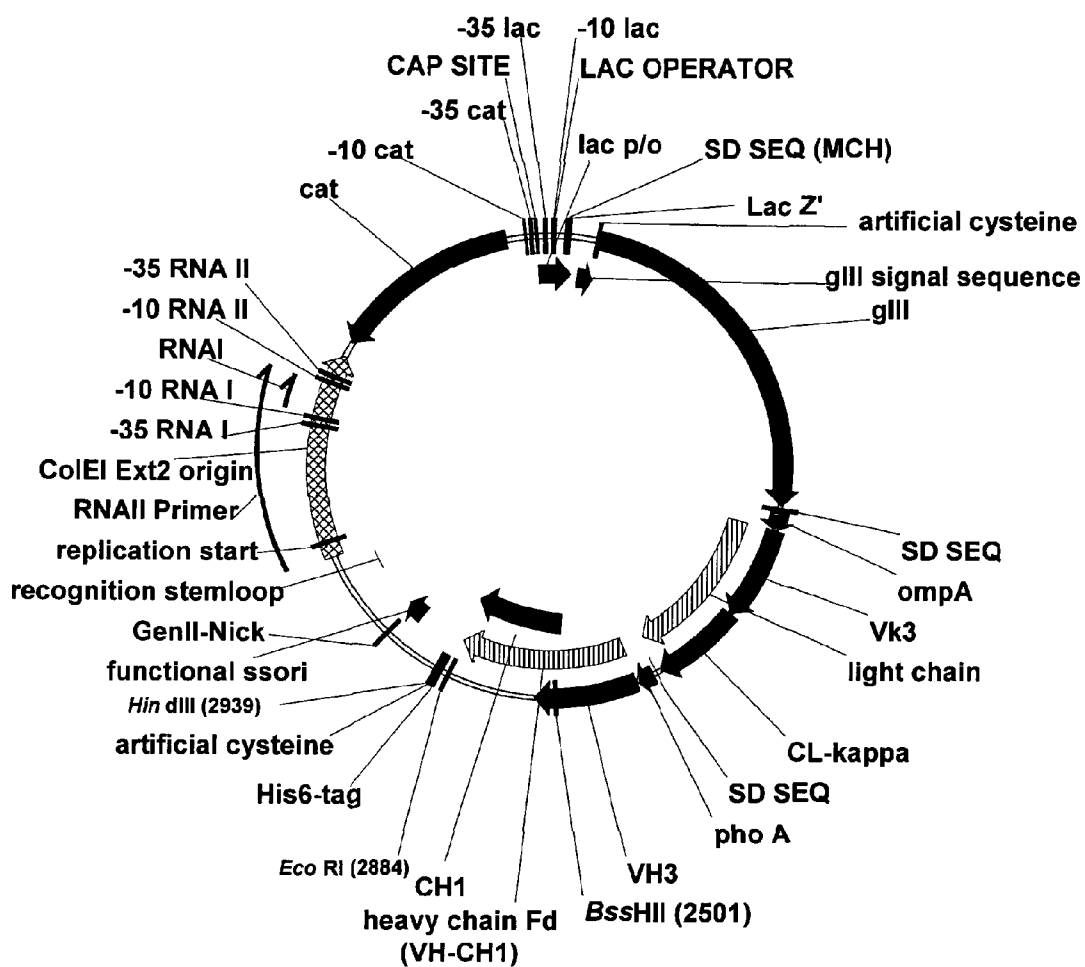 -35 lac
-10 lac
CAP SITE
LAC OPERATOR
-35 cat
lac p/o
SD SEQ (MCH)
-10 cat
cat
Lac Z'
artificial cysteine
-35 RNA II
gIII signal sequence
-10 RNA II
gIII
RNAI
-10 RNA I
-35 RNA I
ColEI Ext2 origin
RNAII Primer
replication start
SD SEQ
recognition stemloop
ompA
GenII-Nick
Vk3
functional ssori
light chain
Hin dIII (2939)
artificial cysteine
CL-kappa
His6-tag
SD SEQ
pho A
Eco RI (2884)
CH1
VH3
heavy chain Fd
(VH-CH1)
BssHII (2501)